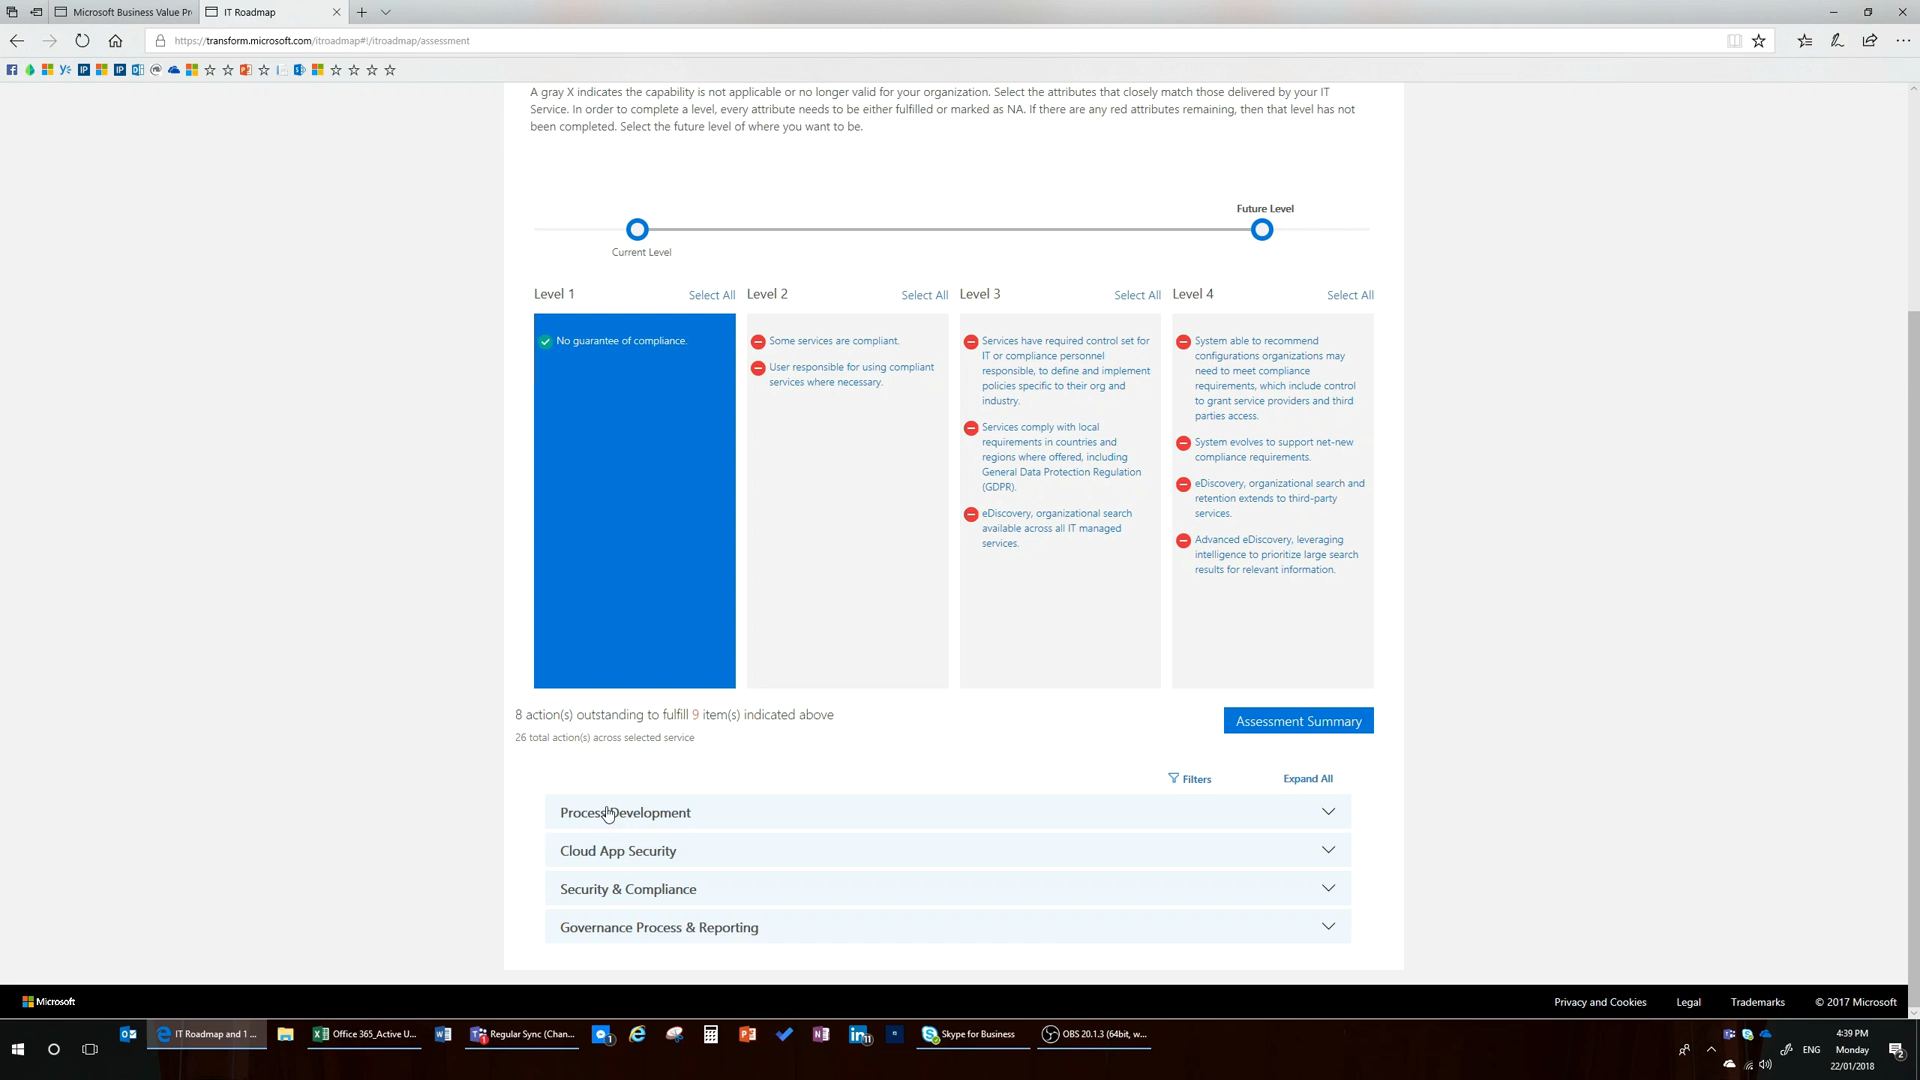 Microsoft Business Value Pr
IT Roadmap
https://transform.microsoft.com/itroadmap#!/itroadmap/assessment
A gray X indicates the capability is not applicable or no longer valid for your organization. Select the attributes that closely match those delivered by your IT
Service. In order to complete a level, every attribute needs to be either fulfilled or marked as NA. If there are any red attributes remaining, then that level has not
been completed. Select the future level of where you want to be.
Future Level
Current Level
Level 1
Select All
Level 2
Select All
Level 3
Select All
Level 4
Select All
No guarantee of compliance.
Some services are compliant.
User responsible for using compliant
services where necessary.
Services have required control set for
IT or compliance personnel
responsible, to define and implement
policies specific to their org and
industry.
Services comply with local
requirements in countries and
regions where offered, including
General Data Protection Regulation
(GDPR).
eDiscovery, organizational search
available across all IT managed
services.
System able to recommend
configurations organizations may
need to meet compliance
requirements, which include control
to grant service providers and third
parties access.
System evolves to support net-new
compliance requirements.
eDiscovery, organizational search and
retention extends to third-party
services.
Advanced eDiscovery, leveraging
intelligence to prioritize large search
results for relevant information.
8 action(s) outstanding to fulfill 9 item(s) indicated above
26 total action(s) across selected service
Assessment Summary
Filters
Expand All
Process Development
Cloud App Security
Security & Compliance
Governance Process & Reporting
Microsoft
Privacy and Cookies
Legal
Trademarks
© 2017 Microsoft
IT Roadmap and 1 ...
Office 365_Active U...
Regular Sync (Chan...
Skype for Business
OBS 20.1.3 (64bit, w...
ENG
4:39 PM
Monday
22/01/2018